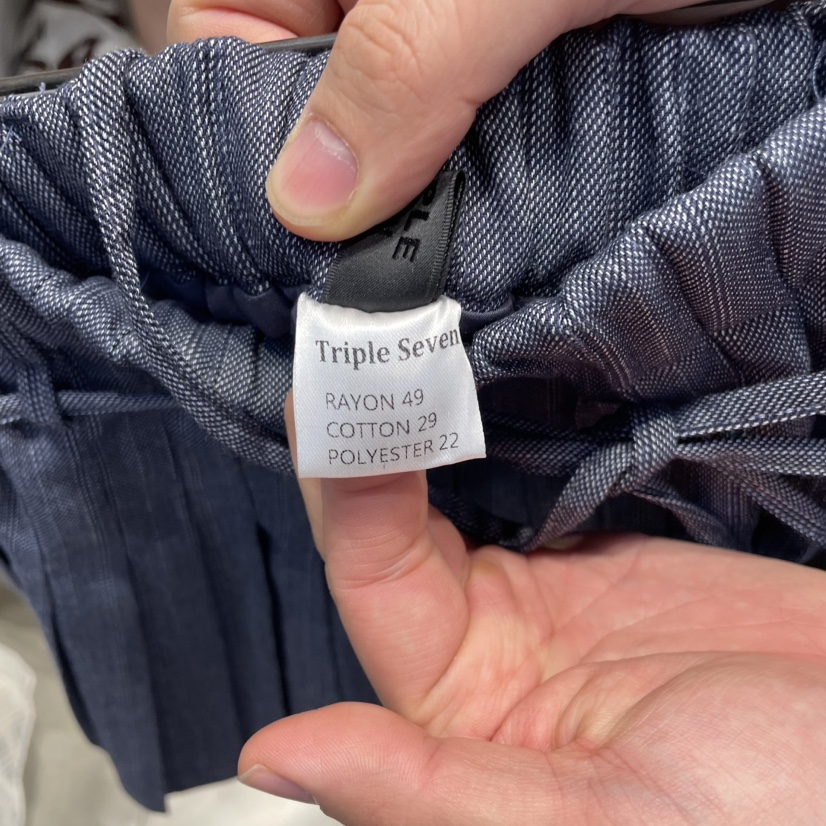 Triple Seven
RAYON 49
COTTON 29
POLYESTER 22